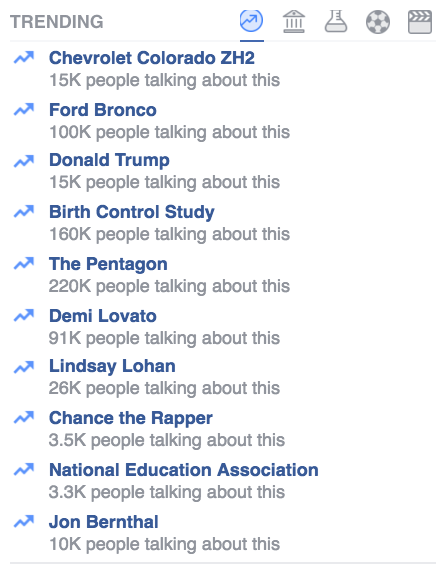 TRENDING
Chevrolet Colorado ZH2
15K people talking about this
Ford Bronco
100K people talking about this
Donald Trump
15K people talking about this
Birth Control Study
160K people talking about this
The Pentagon
220K people talking about this
Demi Lovato
91K people talking about this
Lindsay Lohan
26K people talking about this
Chance the Rapper
3.5K people talking about this
National Education Association
3.3K people talking about this
Jon Bernthal
10K people talking about this